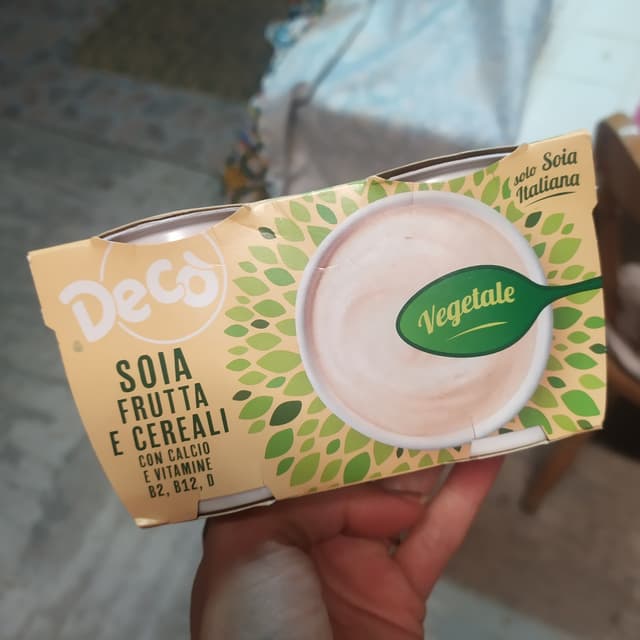 Decò
SOIA
FRUTTA
E CEREALI
CON CALCIO
E VITAMINE
B2, B12, D
solo Soia
Italiana
Vegetale